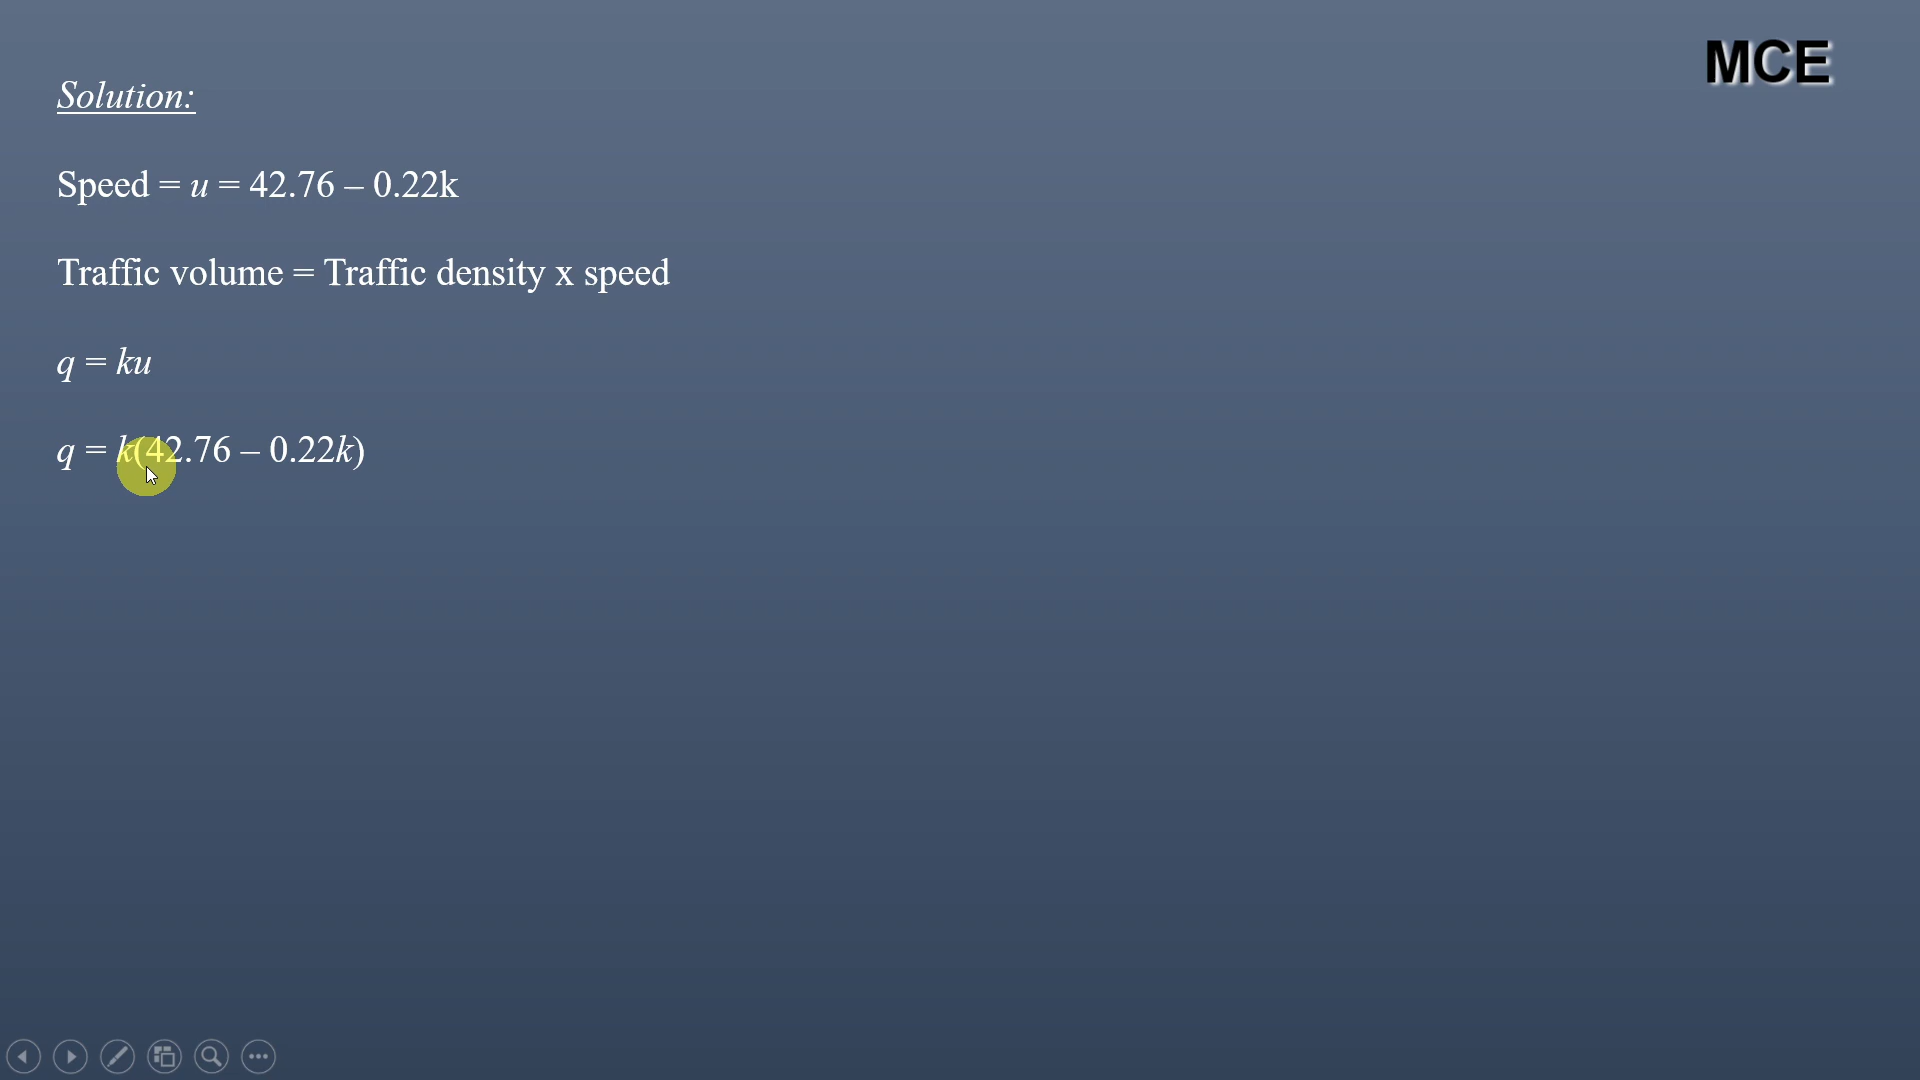 MCE
Solution:
Speed = u = 42.76 – 0.22k
Traffic volume = Traffic density x speed
q = ku
q = k(42.76 – 0.22k)